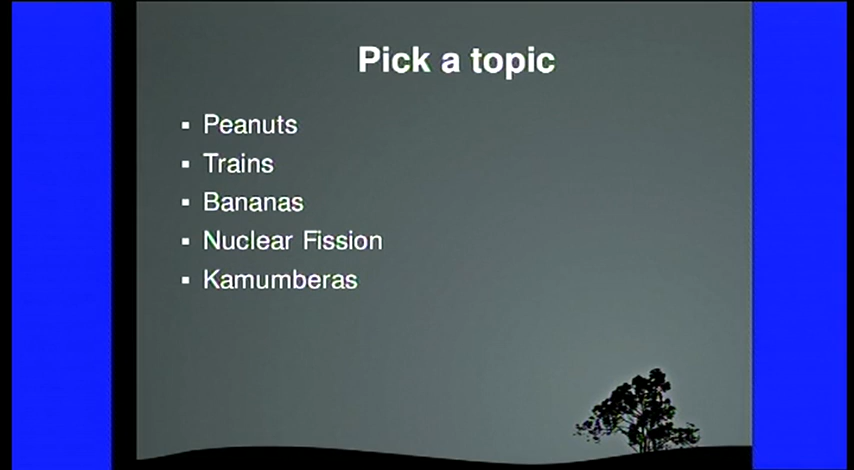 Pick a topic
Peanuts
Trains
Bananas
Nuclear Fission
Kamumberas